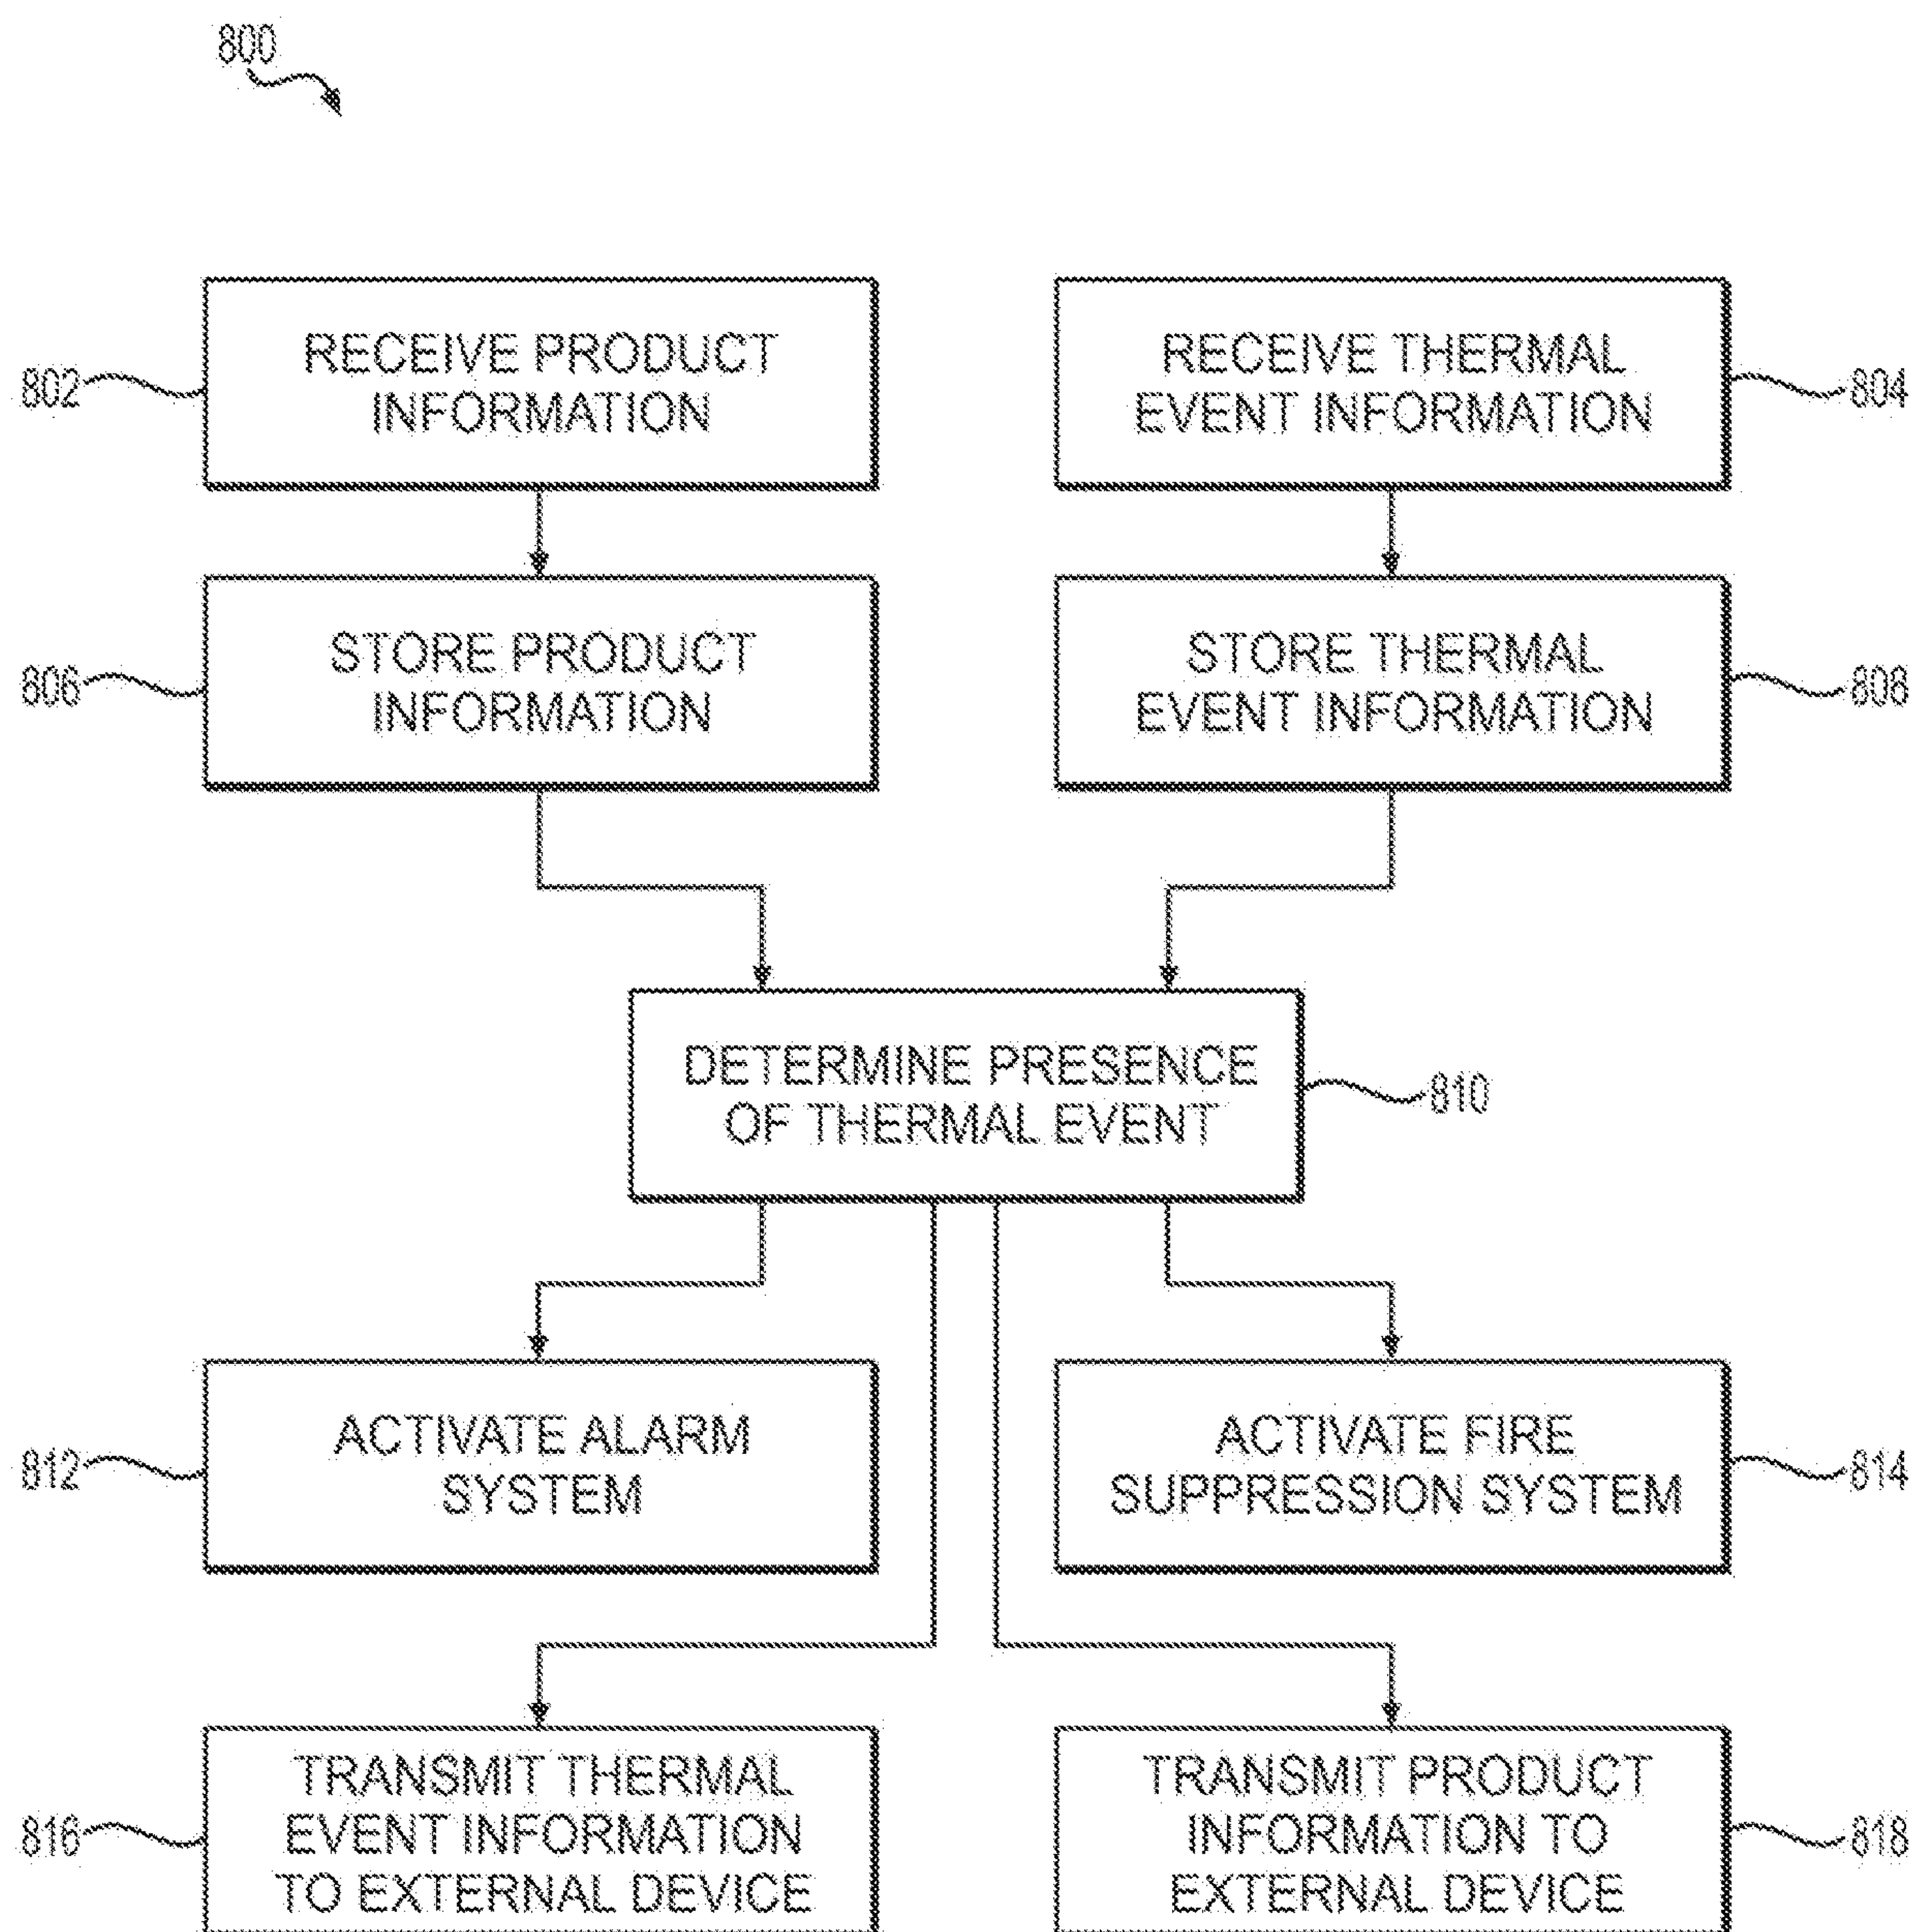 800
RECEIVE PRODUCT
INFORMATION
802
RECEIVE THERMAL
EVENT INFORMATION
804
STORE PRODUCT
INFORMATION
806
STORE THERMAL
EVENT INFORMATION
808
DETERMINE PRESENCE
OF THERMAL EVENT
810
ACTIVATE ALARM
SYSTEM
812
ACTIVATE FIRE
SUPPRESSION SYSTEM
814
TRANSMIT THERMAL
EVENT INFORMATION
TO EXTERNAL DEVICE
816
TRANSMIT PRODUCT
INFORMATION TO
EXTERNAL DEVICE
818